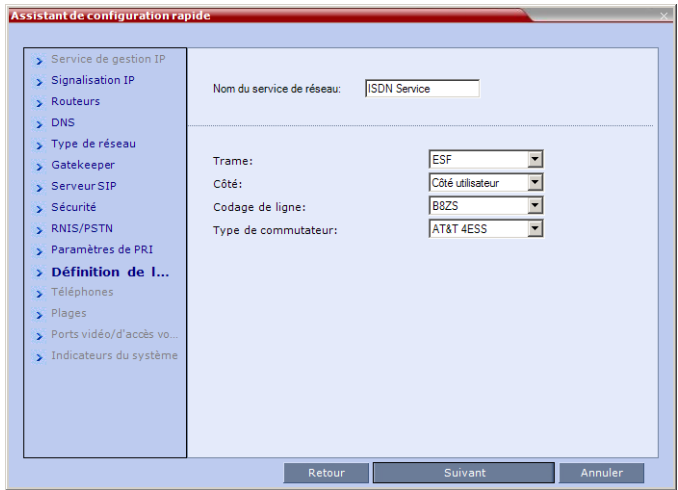 Assistant de configuration rapide
Service de gestion IP
Signalisation IP
Routeurs
DNS
Type de réseau
Gatekeeper
Serveur SIP
Sécurité
RNIS/PSTN
Paramètres de PRI
Définition de l...
Téléphones
Plages
Ports vidéo/d'accès vo...
Indicateurs du système
Nom du service de réseau: ISDN Service
Trame: ESF
Côté: Côté utilisateur
Codage de ligne: B8ZS
Type de commutateur: AT&T 4ESS
Retour Suivant Annuler